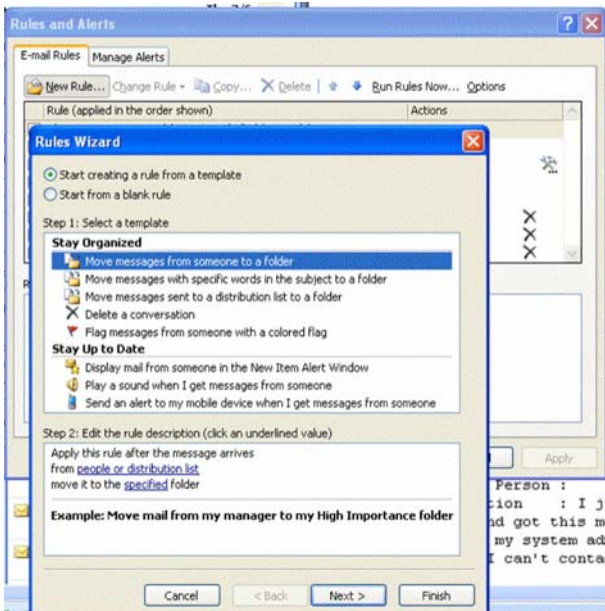 Rules and Alerts
E-mail Rules Manage Alerts
New Rule... Change Rule Copy... Delete Run Rules Now... Options
Rule (applied in the order shown) Actions
Rules Wizard
Start creating a rule from a template
Start from a blank rule
Step 1: Select a template
Stay Organized
Move messages from someone to a folder
Move messages with specific words in the subject to a folder
Move messages sent to a distribution list to a folder
Delete a conversation
Flag messages from someone with a colored flag
Stay Up to Date
Display mail from someone in the New Item Alert Window
Play a sound when I get messages from someone
Send an alert to my mobile device when I get messages from someone
Step 2: Edit the rule description (click an underlined value)
Apply this rule after the message arrives
from people or distribution list
move it to the specified folder
Example: Move mail from my manager to my High Importance folder
Cancel < Back Next > Finish
Apply
Person :
tion : I j
nd got this m
my system ad
I can't conta